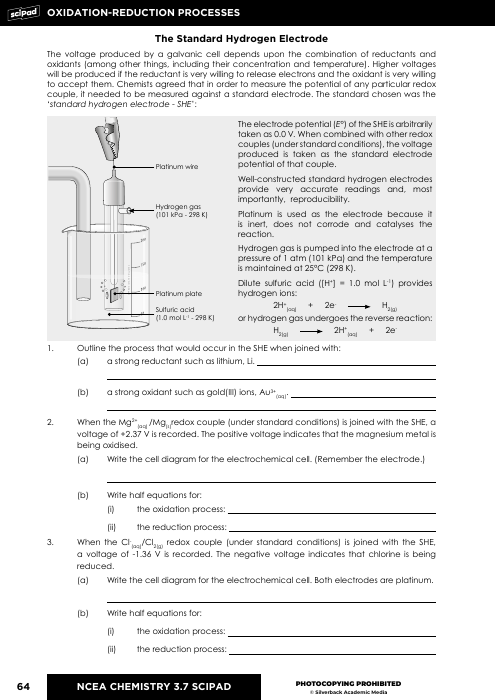 scipad OXIDATION-REDUCTION PROCESSES
The Standard Hydrogen Electrode
The voltage produced by a galvanic cell depends upon the combination of reductants and
oxidants (among other things, including their concentration and temperature). Higher voltages
will be produced if the reductant is very willing to release electrons and the oxidant is very willing
to accept them. Chemists agreed that in order to measure the potential of any particular redox
couple, it needed to be measured against a standard electrode. The standard chosen was the
'standard hydrogen electrode - SHE':
Platinum wire
Hydrogen gas
(101 kPa - 298 K)
Platinum plate
Sulfuric acid
(1.0 mol L⁻¹ - 298 K)
The electrode potential (E°) of the SHE is arbitrarily
taken as 0.0 V. When combined with other redox
couples (under standard conditions), the voltage
produced is taken as the standard electrode
potential of that couple.
Well-constructed standard hydrogen electrodes
provide very accurate readings and, most
importantly, reproducibility.
Platinum is used as the electrode because it
is inert, does not corrode and catalyses the
reaction.
Hydrogen gas is pumped into the electrode at a
pressure of 1 atm (101 kPa) and the temperature
is maintained at 25°C (298 K).
Dilute sulfuric acid ([H⁺] = 1.0 mol L⁻¹) provides
hydrogen ions:
2H⁺(aq) + 2e⁻ → H₂(g)
or hydrogen gas undergoes the reverse reaction:
H₂(g) → 2H⁺(aq) + 2e⁻
1. Outline the process that would occur in the SHE when joined with:
(a) a strong reductant such as lithium, Li.
(b) a strong oxidant such as gold(III) ions, Au³⁺(aq).
2. When the Mg²⁺(aq)/Mg(s) redox couple (under standard conditions) is joined with the SHE, a
voltage of +2.37 V is recorded. The positive voltage indicates that the magnesium metal is
being oxidised.
(a) Write the cell diagram for the electrochemical cell. (Remember the electrode.)
(b) Write half equations for:
(i) the oxidation process:
(ii) the reduction process:
3. When the Cl⁻(aq)/Cl₂(g) redox couple (under standard conditions) is joined with the SHE,
a voltage of -1.36 V is recorded. The negative voltage indicates that chlorine is being
reduced.
(a) Write the cell diagram for the electrochemical cell. Both electrodes are platinum.
(b) Write half equations for:
(i) the oxidation process:
(ii) the reduction process:
64 NCEA CHEMISTRY 3.7 SCIPAD PHOTOCOPYING PROHIBITED
© Silverback Academic Media